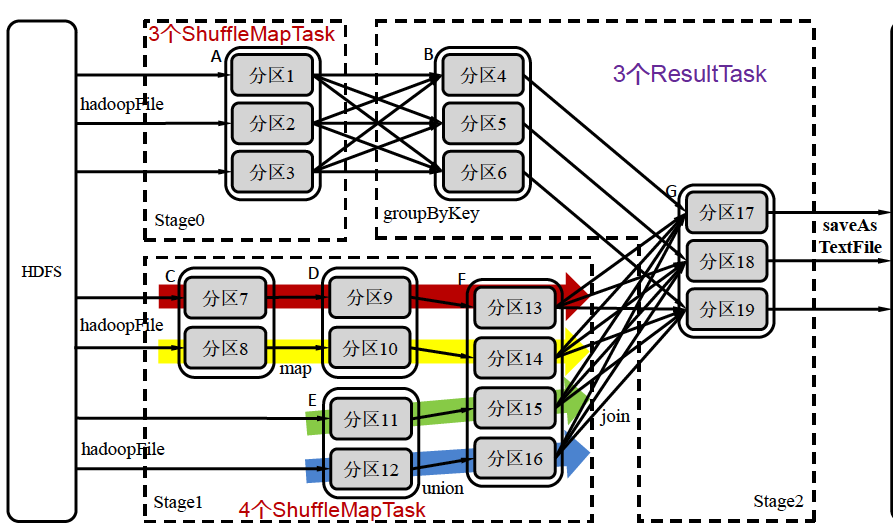 3个ShuffleMapTask
A
分区1
分区2
分区3
hadoopFile
Stage0
B
分区4
分区5
分区6
groupByKey
3个ResultTask
G
分区17
分区18
分区19
saveAs
TextFile
HDFS
C
分区7
分区8
hadoopFile
map
D
分区9
分区10
E
分区11
分区12
hadoopFile
union
F
分区13
分区14
分区15
分区16
join
Stage1
4个ShuffleMapTask
Stage2